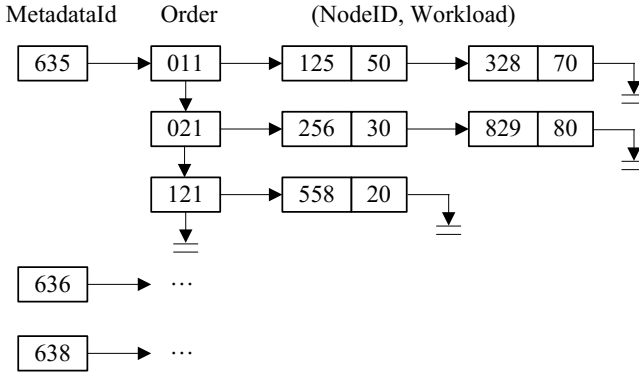 MetadataId Order (NodeID, Workload)
635 011 125 50 328 70
021 256 30 829 80
121 558 20
636 ...
638 ...